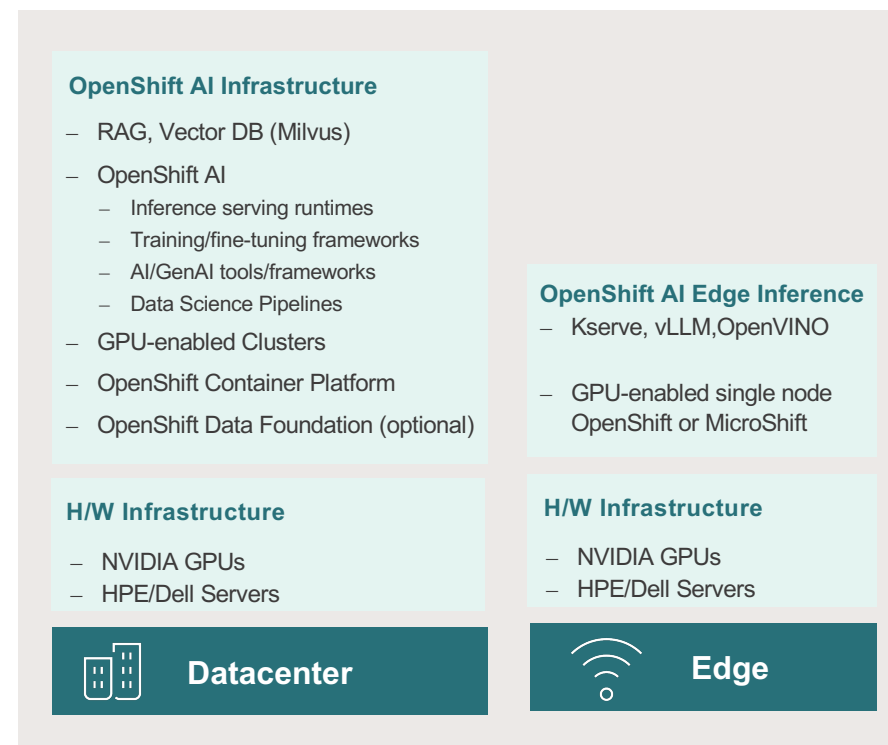 OpenShift AI Infrastructure
– RAG, Vector DB (Milvus)
– OpenShift AI
– Inference serving runtimes
– Training/fine-tuning frameworks
– AI/GenAI tools/frameworks
– Data Science Pipelines
– GPU-enabled Clusters
– OpenShift Container Platform
– OpenShift Data Foundation (optional)
H/W Infrastructure
– NVIDIA GPUs
– HPE/Dell Servers
Datacenter
OpenShift AI Edge Inference
– Kserve, vLLM,OpenVINO
– GPU-enabled single node
OpenShift or MicroShift
H/W Infrastructure
– NVIDIA GPUs
– HPE/Dell Servers
Edge